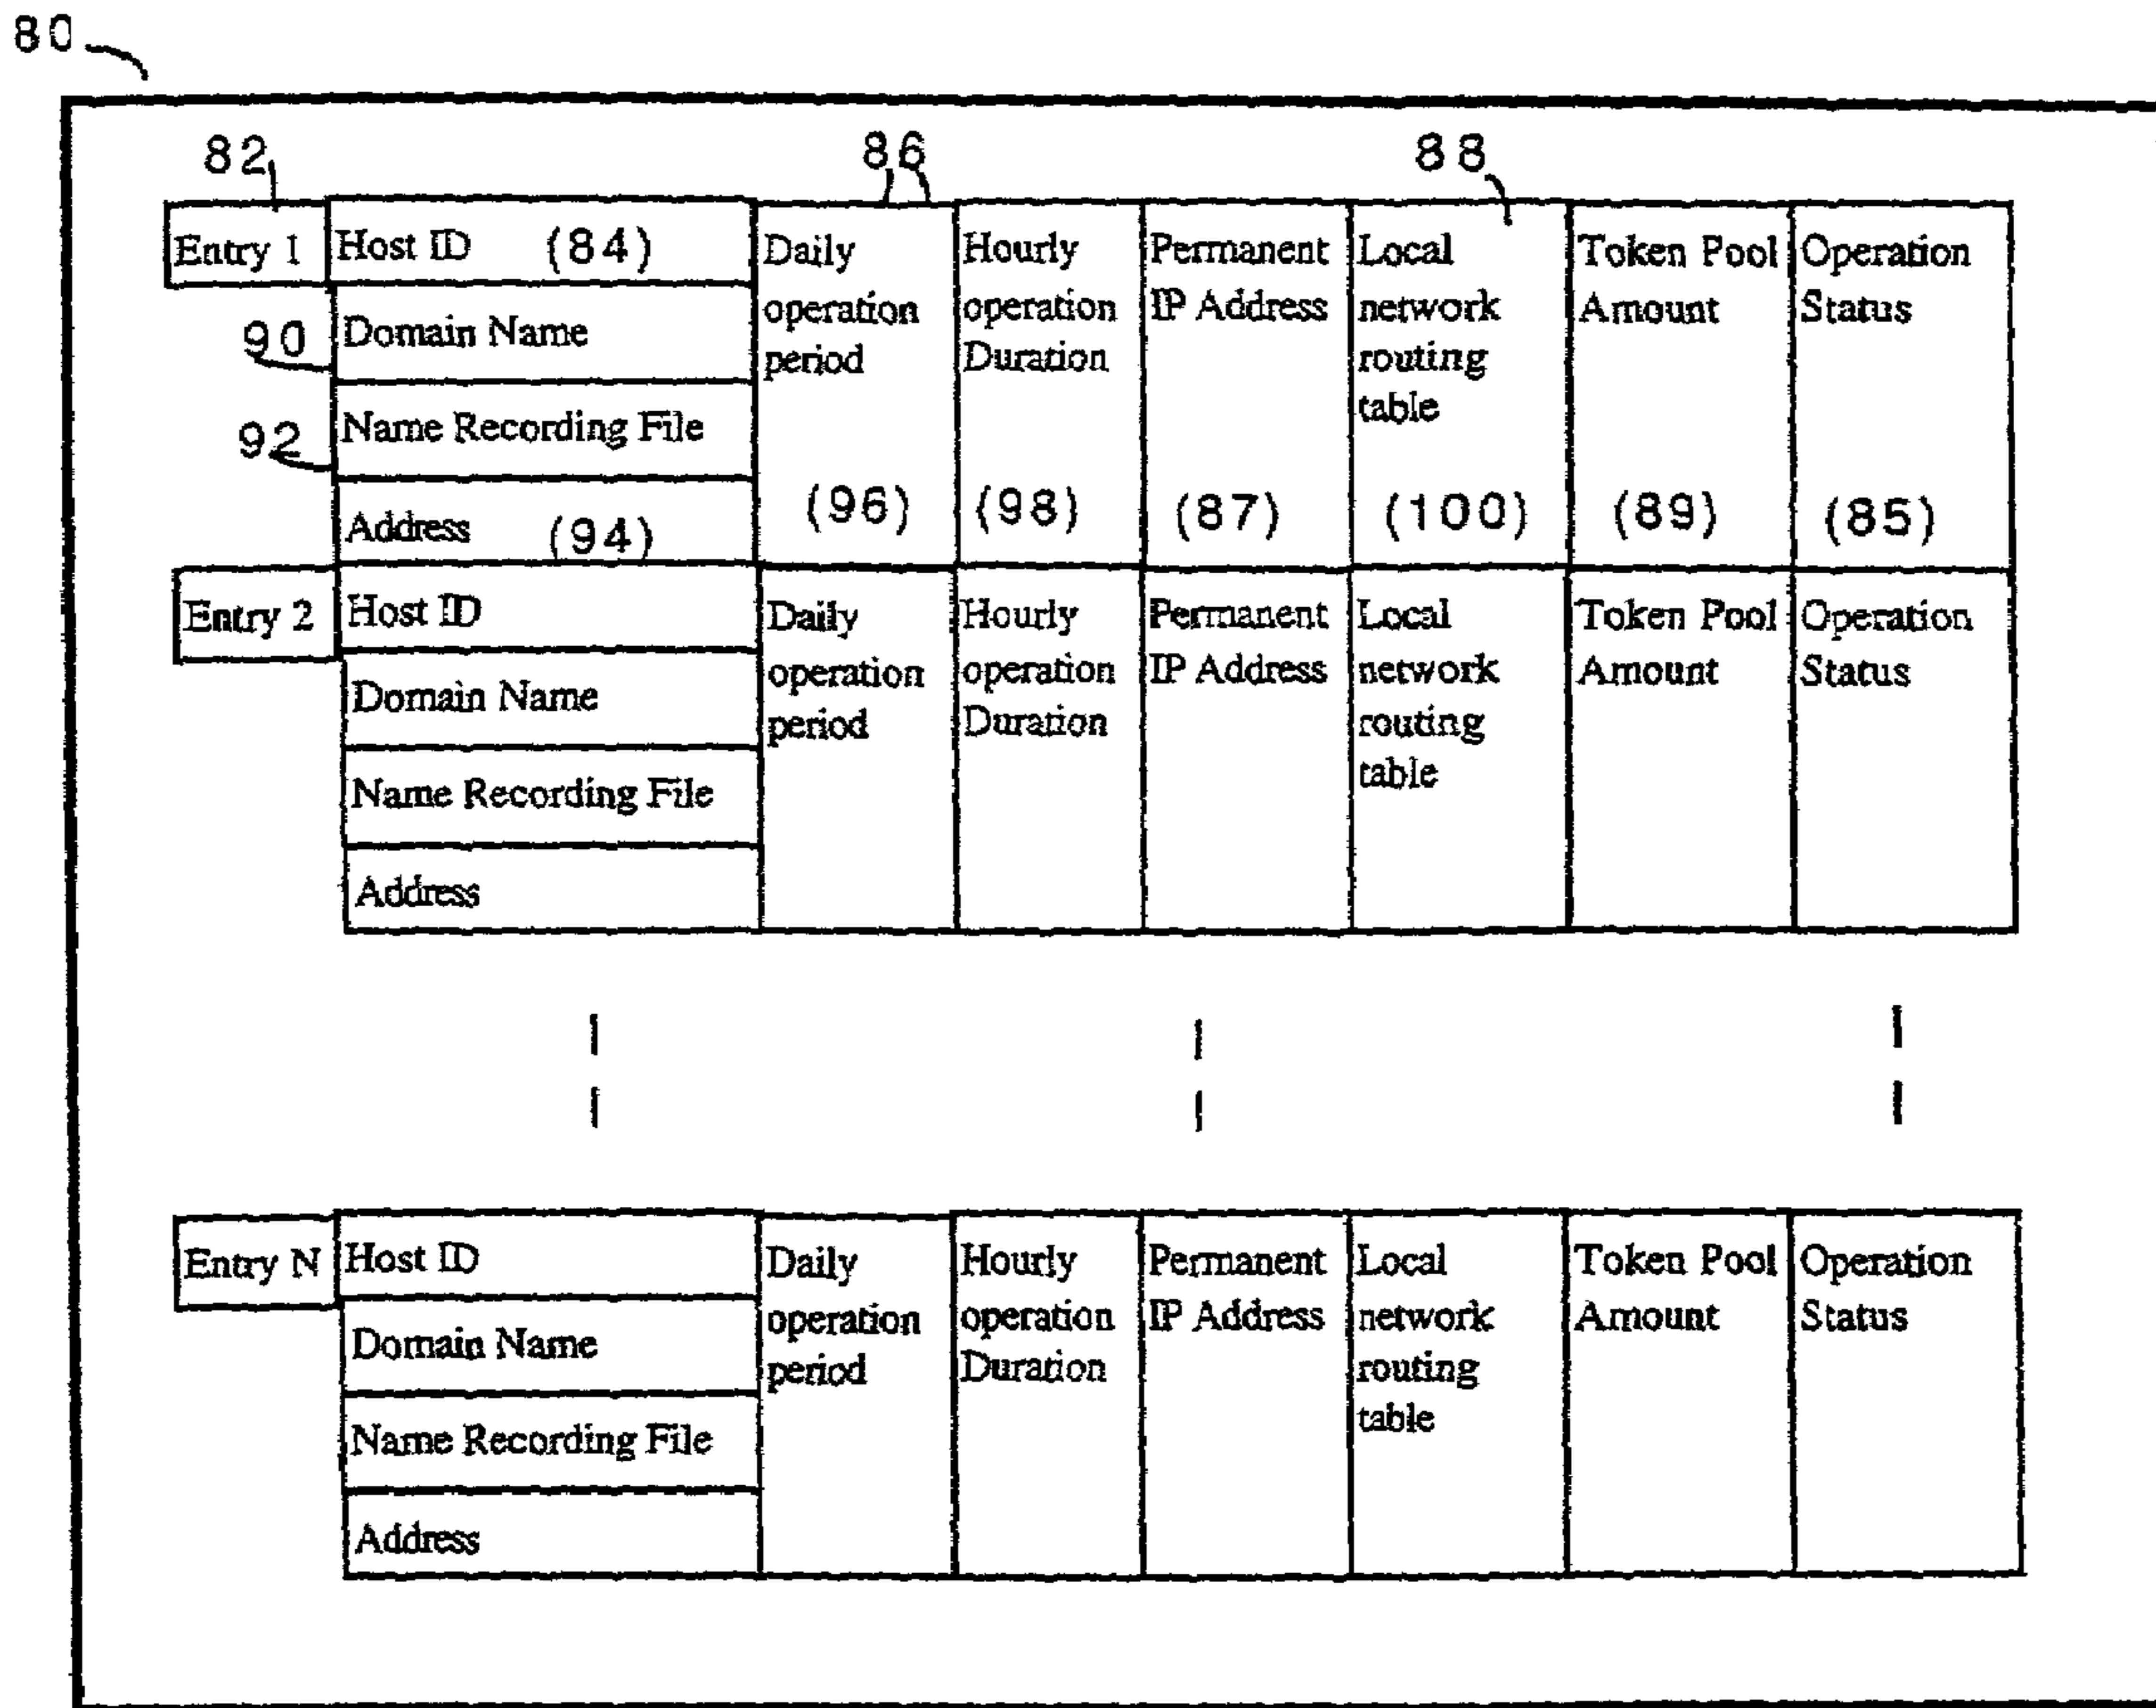 80
82 86 88
Entry 1 Host ID (84) Daily Hourly Permanent Local Token Pool Operation
operation operation IP Address network Amount Status
90 Domain Name
period Duration routing
table
92 Name Recording File
Address (94) (96) (98) (87) (100) (89) (85)
Entry 2 Host ID Daily Hourly Permanent Local Token Pool Operation
operation operation IP Address network Amount Status
Domain Name
period Duration routing
table
Name Recording File
Address
Entry N Host ID Daily Hourly Permanent Local Token Pool Operation
operation operation IP Address network Amount Status
Domain Name
period Duration routing
table
Name Recording File
Address